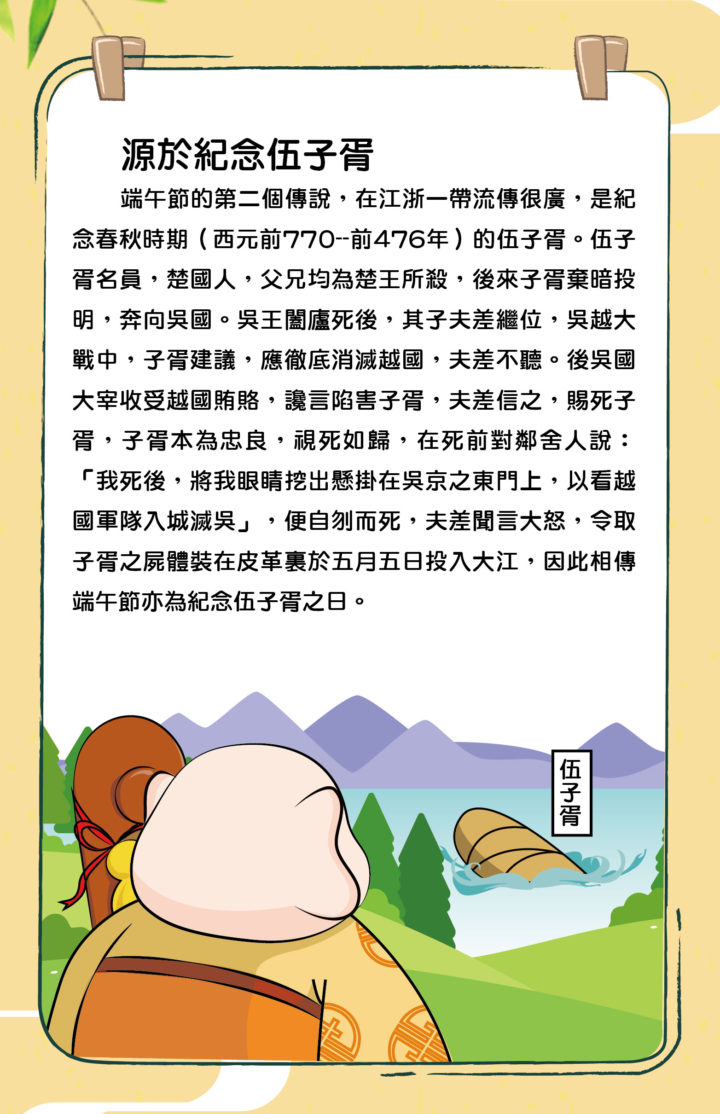 源於紀念伍子胥
端午節的第二個傳說，在江浙一帶流傳很廣，是紀
念春秋時期（西元前770--前476年）的伍子胥。伍子
胥名員，楚國人，父兄均為楚王所殺，後來子胥棄暗投
明，奔向吳國。吳王闔廬死後，其子夫差繼位，吳越大
戰中，子胥建議，應徹底消滅越國，夫差不聽。後吳國
大宰收受越國賄賂，讒言陷害子胥，夫差信之，賜死子
胥，子胥本為忠良，視死如歸，在死前對鄰舍人說：
「我死後，將我眼睛挖出懸掛在吳京之東門上，以看越
國軍隊入城滅吳」，便自刎而死，夫差聞言大怒，令取
子胥之屍體裝在皮革裏於五月五日投入大江，因此相傳
端午節亦為紀念伍子胥之日。
伍子胥